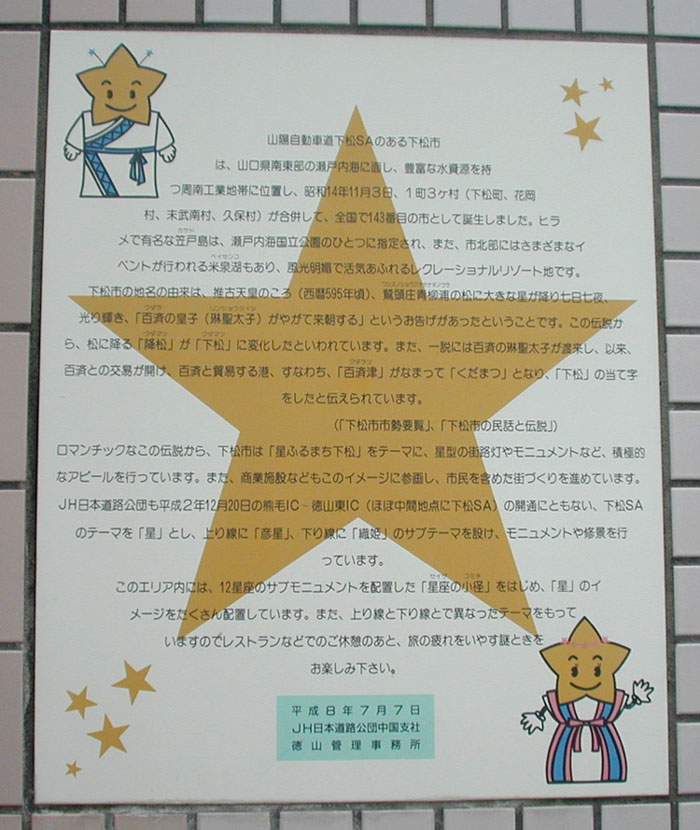 山陽自動車道下松SAのある下松市
は、山口県南東部の瀬戸内海に面し、豊富な水資源を持
つ周南工業地帯に位置し、昭和14年11月3日、1町3ヶ村（下松町、花岡
村、末武南村、久保村）が合併して、全国で143番目の市として誕生しました。ヒラ
カサド
メで有名な笠戸島は、瀬戸内海国立公園のひとつに指定され、また、市北部にはさまざまなイ
ベイセンコ
ベントが行われる米泉湖もあり、風光明媚で活気あふれるレクレーショナルリゾート地です。
下松市の地名の由来は、推古天皇のころ（西暦595年頃）、鷲頭庄青柳浦の松に大きな星が降り七日七夜、
クダラ
光り輝き、「百済の皇子（琳聖太子）がやがて来朝する」というお告げがあったということです。この伝説か
クダマツ クダマツ
ら、松に降る「降松」が「下松」に変化したといわれています。また、一説には百済の琳聖太子が渡来し、以来、
クダラツ
百済との交易が開け、百済と貿易する港、すなわち、「百済津」がなまって「くだまつ」となり、「下松」の当て字
をしたと伝えられています。
（「下松市市勢要覧」、「下松市の民話と伝説」）
ロマンチックなこの伝説から、下松市は「星ふるまち下松」をテーマに、星型の街路灯やモニュメントなど、積極的
なアピールを行っています。また、商業施設などもこのイメージに参画し、市民を含めた街づくりを進めています。
JH日本道路公団も平成2年12月20日の熊毛IC－徳山東IC（ほぼ中間地点に下松SA）の開通にともない、下松SA
のテーマを「星」とし、上り線に「彦星」、下り線に「織姫」のサブテーマを設け、モニュメントや修景を行
っています。
セイザ コミチ
このエリア内には、12星座のサブモニュメントを配置した「星座の小径」をはじめ、「星」のイ
メージをたくさん配置しています。また、上り線と下り線とで異なったテーマをもって
いますのでレストランなどでのご休憩のあと、旅の疲れをいやす謎ときを
お楽しみ下さい。
平成8年7月7日
JH日本道路公団中国支社
徳山管理事務所